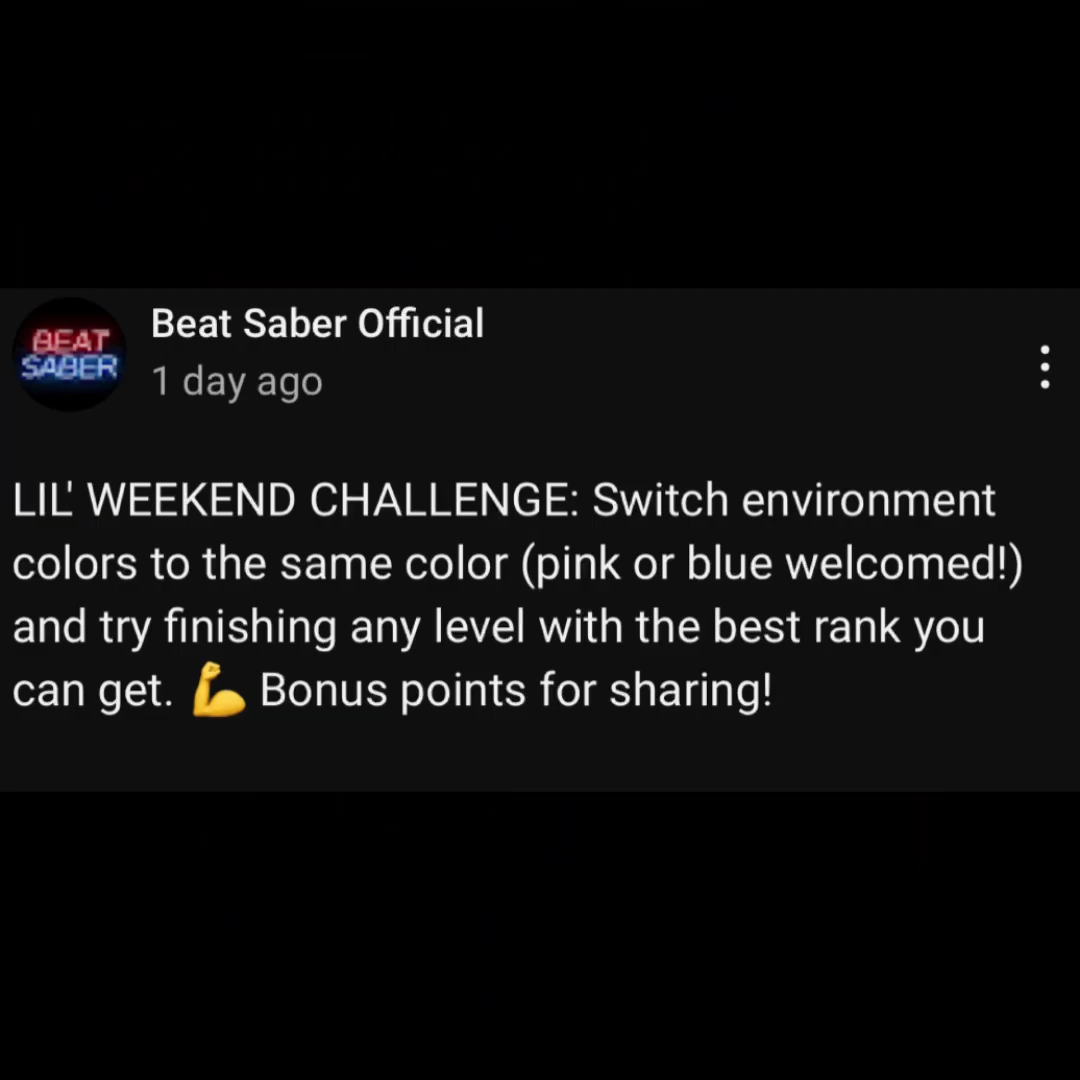 BEAT
SABER
Beat Saber Official
1 day ago
LIL' WEEKEND CHALLENGE: Switch environment
colors to the same color (pink or blue welcomed!)
and try finishing any level with the best rank you
can get. 💪 Bonus points for sharing!